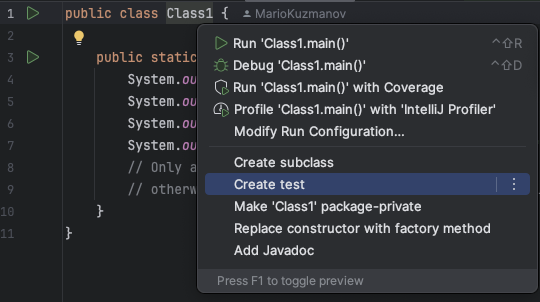 1 public class Class1 { MarioKuzmanov
2
3 public static
4 System.ou
5 System.ou
6 System.ou
7 System.ou
8 // Only a
9 // otherw
10 }
11 }
Run 'Class1.main()' ^⇧R
Debug 'Class1.main()' ^⇧D
Run 'Class1.main()' with Coverage
Profile 'Class1.main()' with 'IntelliJ Profiler'
Modify Run Configuration...
Create subclass
Create test
Make 'Class1' package-private
Replace constructor with factory method
Add Javadoc
Press F1 to toggle preview